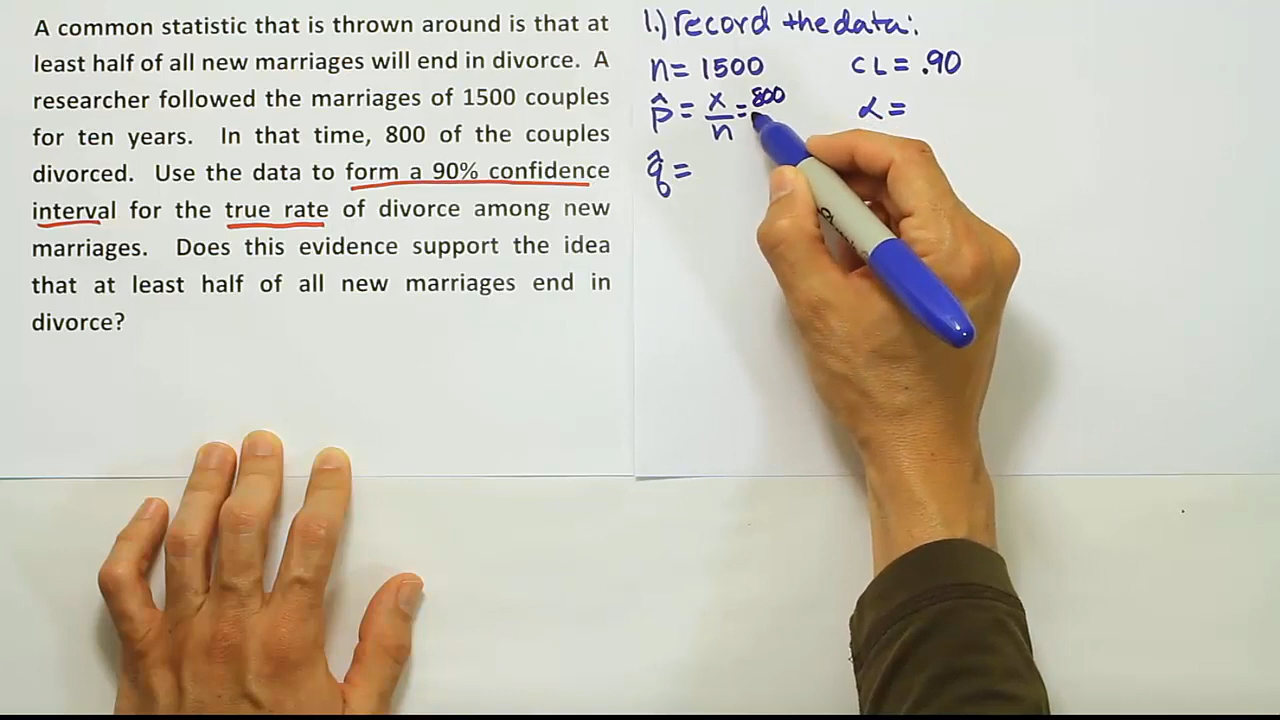 A common statistic that is thrown around is that at
least half of all new marriages will end in divorce. A
researcher followed the marriages of 1500 couples
for ten years. In that time, 800 of the couples
divorced. Use the data to form a 90% confidence
interval for the true rate of divorce among new
marriages. Does this evidence support the idea
that at least half of all new marriages end in
divorce?
1.) record the data:
n = 1500
p̂ = x/n = 800
q̂ =
CL = .90
α =